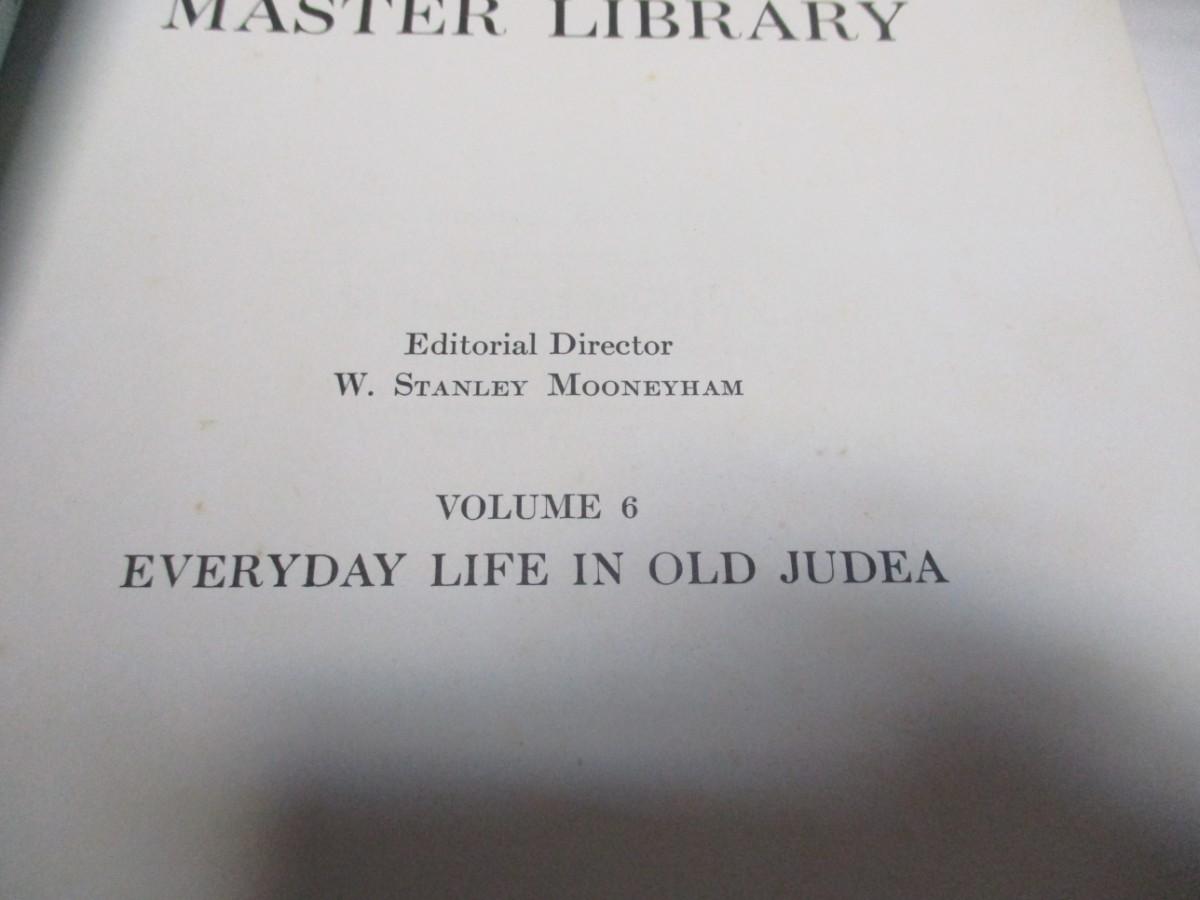 MASTER LIBRARY
Editorial Director
W. STANLEY MOONEYHAM
VOLUME 6
EVERYDAY LIFE IN OLD JUDEA